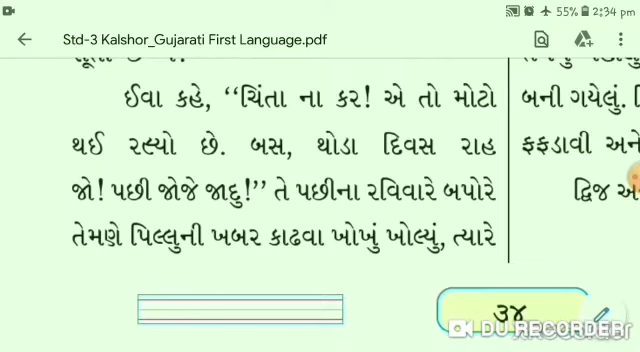 55% 2:34 pm
Std-3 Kalshor_Gujarati First Language.pdf
ઈવા કહે, “ચિંતા ના કર! એ તો મોટો
થઈ રહ્યો છે. બસ, થોડા દિવસ રાહ
જો! પછી જોજે જાદુ!” તે પછીના રવિવારે બપોરે
તેમણે પિલ્લુની ખબર કાઢવા ખોખું ખોલ્યું, ત્યારે
બની ગયેલું.
ફફડાવી અને
દ્વિજ અ
૩૪
DU RECORDER